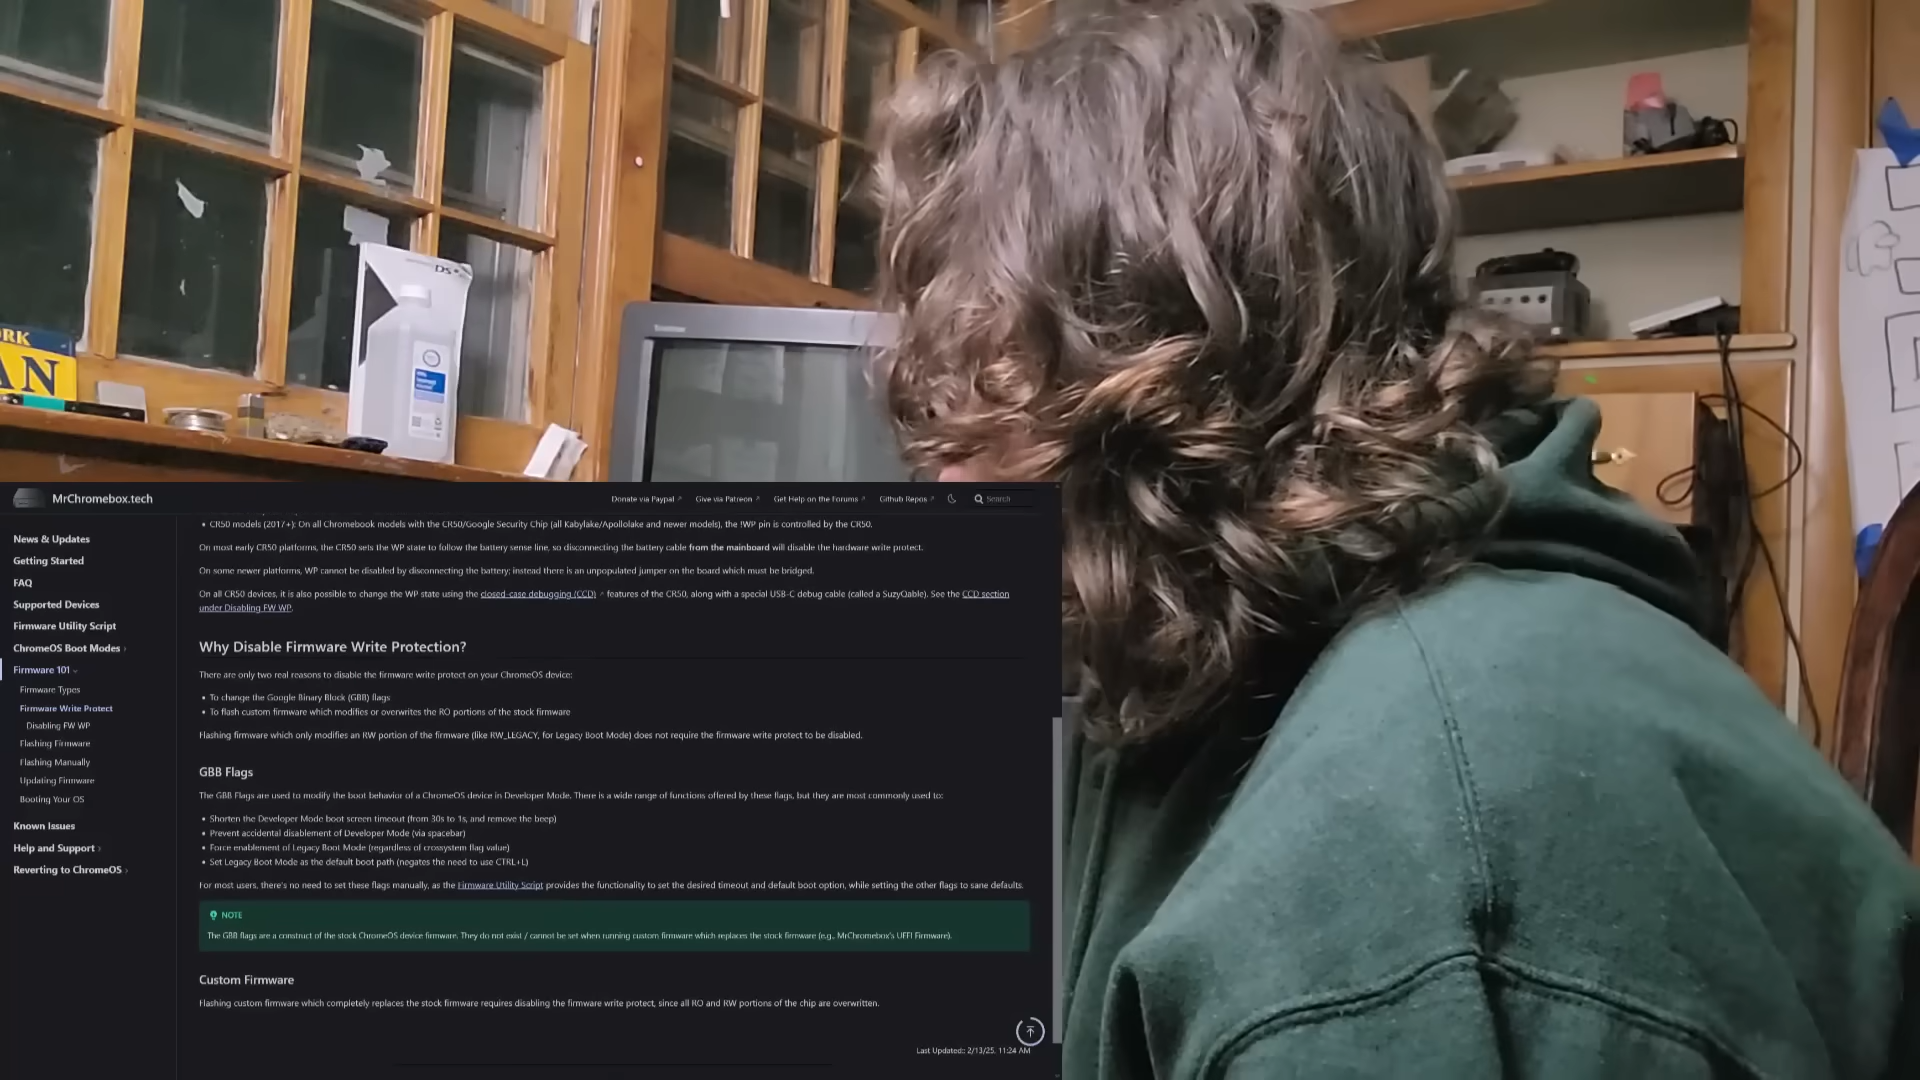 DS
RK
AN
MrChromebox.tech
Donate via Paypal
Give via Patreon
Get Help on the Forums
Github Repos
Search
News & Updates
Getting Started
FAQ
Supported Devices
Firmware Utility Script
ChromeOS Boot Modes
Firmware 101
Firmware Types
Firmware Write Protect
Disabling FW WP
Flashing Firmware
Flashing Manually
Updating Firmware
Booting Your OS
Known Issues
Help and Support
Reverting to ChromeOS
• CR50 models (2017+): On all Chromebook models with the CR50/Google Security Chip (all Kabylake/Apollolake and newer models), the !WP pin is controlled by the CR50.
On most early CR50 platforms, the CR50 sets the WP state to follow the battery sense line, so disconnecting the battery cable from the mainboard will disable the hardware write protect.
On some newer platforms, WP cannot be disabled by disconnecting the battery; instead there is an unpopulated jumper on the board which must be bridged.
On all CR50 devices, it is also possible to change the WP state using the closed-case debugging (CCD) features of the CR50, along with a special USB-C debug cable (called a SuzyQable). See the CCD section
under Disabling FW WP.
Why Disable Firmware Write Protection?
There are only two real reasons to disable the firmware write protect on your ChromeOS device:
• To change the Google Binary Block (GBB) flags
• To flash custom firmware which modifies or overwrites the RO portions of the stock firmware
Flashing firmware which only modifies an RW portion of the firmware (like RW_LEGACY, for Legacy Boot Mode) does not require the firmware write protect to be disabled.
GBB Flags
The GBB Flags are used to modify the boot behavior of a ChromeOS device in Developer Mode. There is a wide range of functions offered by these flags, but they are most commonly used to:
• Shorten the Developer Mode boot screen timeout (from 30s to 1s, and remove the beep)
• Prevent accidental disablement of Developer Mode (via spacebar)
• Force enablement of Legacy Boot Mode (regardless of crossystem flag value)
• Set Legacy Boot Mode as the default boot path (negates the need to use CTRL+L)
For most users, there's no need to set these flags manually, as the Firmware Utility Script provides the functionality to set the desired timeout and default boot option, while setting the other flags to sane defaults.
NOTE
The GBB flags are a construct of the stock ChromeOS device firmware. They do not exist / cannot be set when running custom firmware which replaces the stock firmware (e.g., MrChromebox's UEFI Firmware).
Custom Firmware
Flashing custom firmware which completely replaces the stock firmware requires disabling the firmware write protect, since all RO and RW portions of the chip are overwritten.
Last Updated:: 2/13/25, 11:24 AM